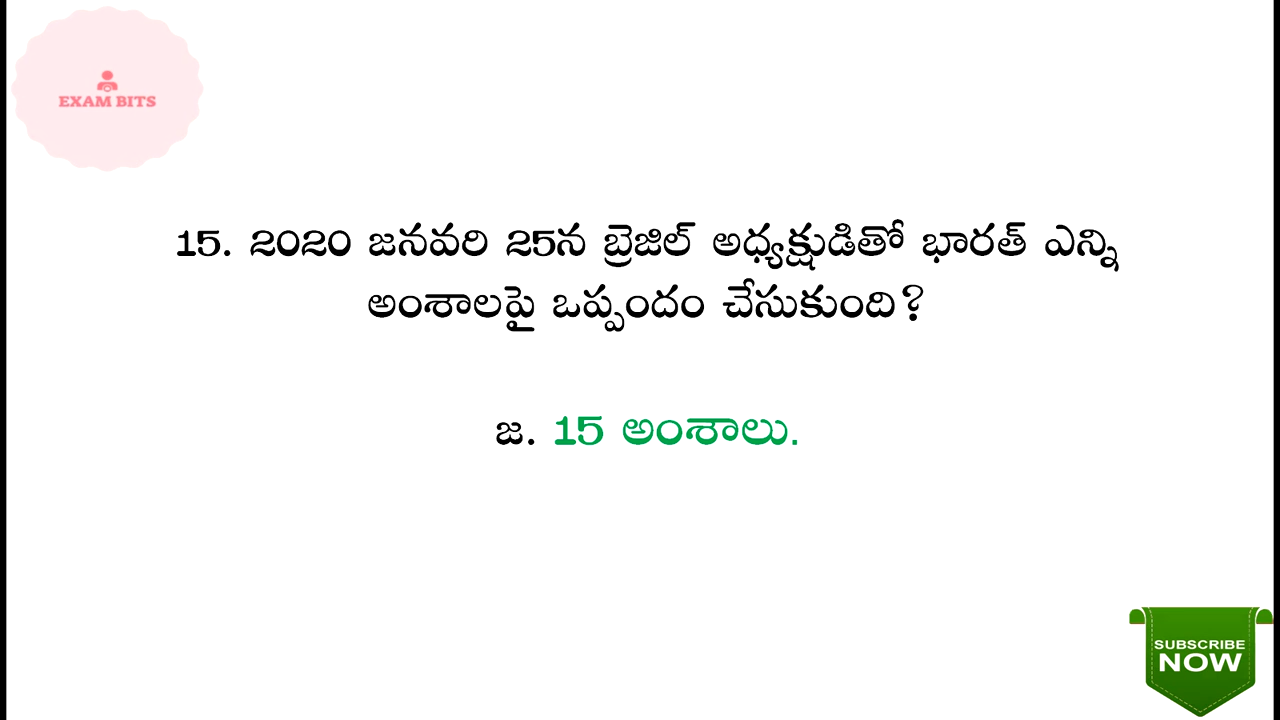 EXAM BITS
15. 2020 జనవరి 25న బ్రెజిల్ అధ్యక్షుడితో భారత్ ఎన్ని
అంశాలపై ఒప్పందం చేసుకుంది?
జ. 15 అంశాలు.
SUBSCRIBE
NOW